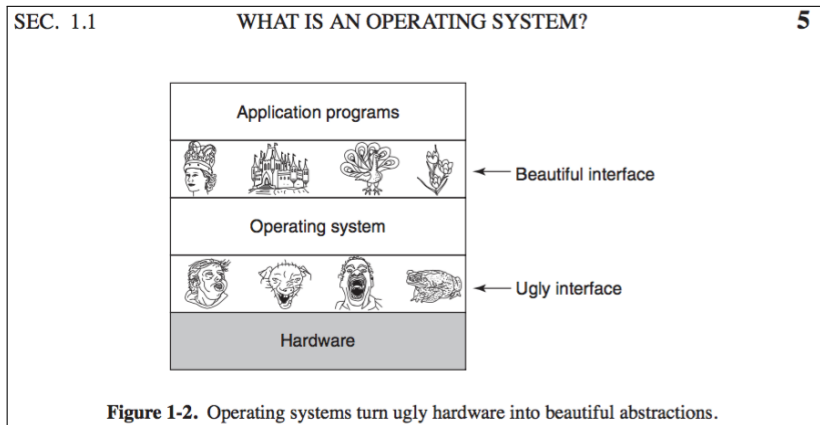 SEC. 1.1 WHAT IS AN OPERATING SYSTEM? 5
Application programs
Beautiful interface
Operating system
Ugly interface
Hardware
Figure 1-2. Operating systems turn ugly hardware into beautiful abstractions.